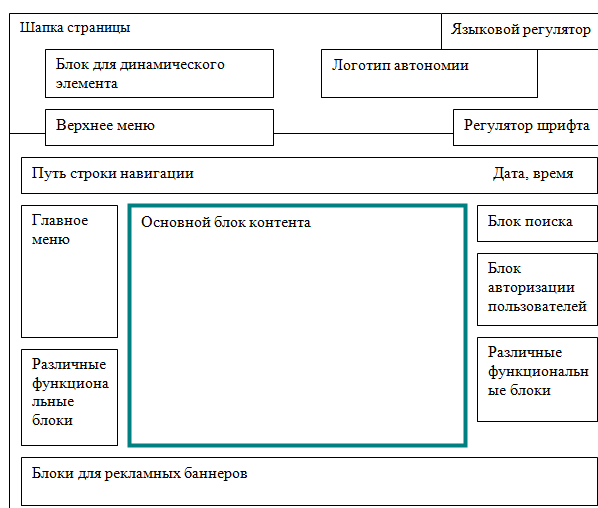 Шапка страницы
Языковой регулятор
Блок для динамического
элемента
Логотип автономии
Верхнее меню
Регулятор шрифта
Путь строки навигации
Дата, время
Главное
меню
Основной блок контента
Блок поиска
Блок
авторизации
пользователей
Различные
функциона
льные
блоки
Различные
функциональн
ые блоки
Блоки для рекламных баннеров